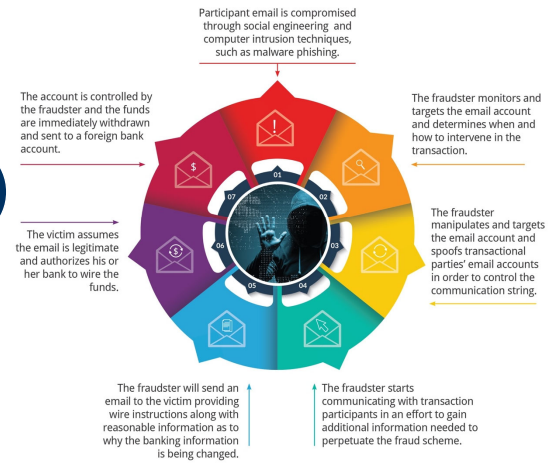 Participant email is compromised
through social engineering and
computer intrusion techniques,
such as malware phishing.
The fraudster monitors and
targets the email account
and determines when and
how to intervene in the
transaction.
The fraudster
manipulates and targets
the email account and
spoofs transactional
parties' email accounts
in order to control the
communication string.
The fraudster starts
communicating with transaction
participants in an effort to gain
additional information needed to
perpetuate the fraud scheme.
The fraudster will send an
email to the victim providing
wire instructions along with
reasonable information as to
why the banking information
is being changed.
The victim assumes
the email is legitimate
and authorizes his or
her bank to wire the
funds.
The account is controlled by
the fraudster and the funds
are immediately withdrawn
and sent to a foreign bank
account.
!
$
$
01
02
03
04
05
06
07